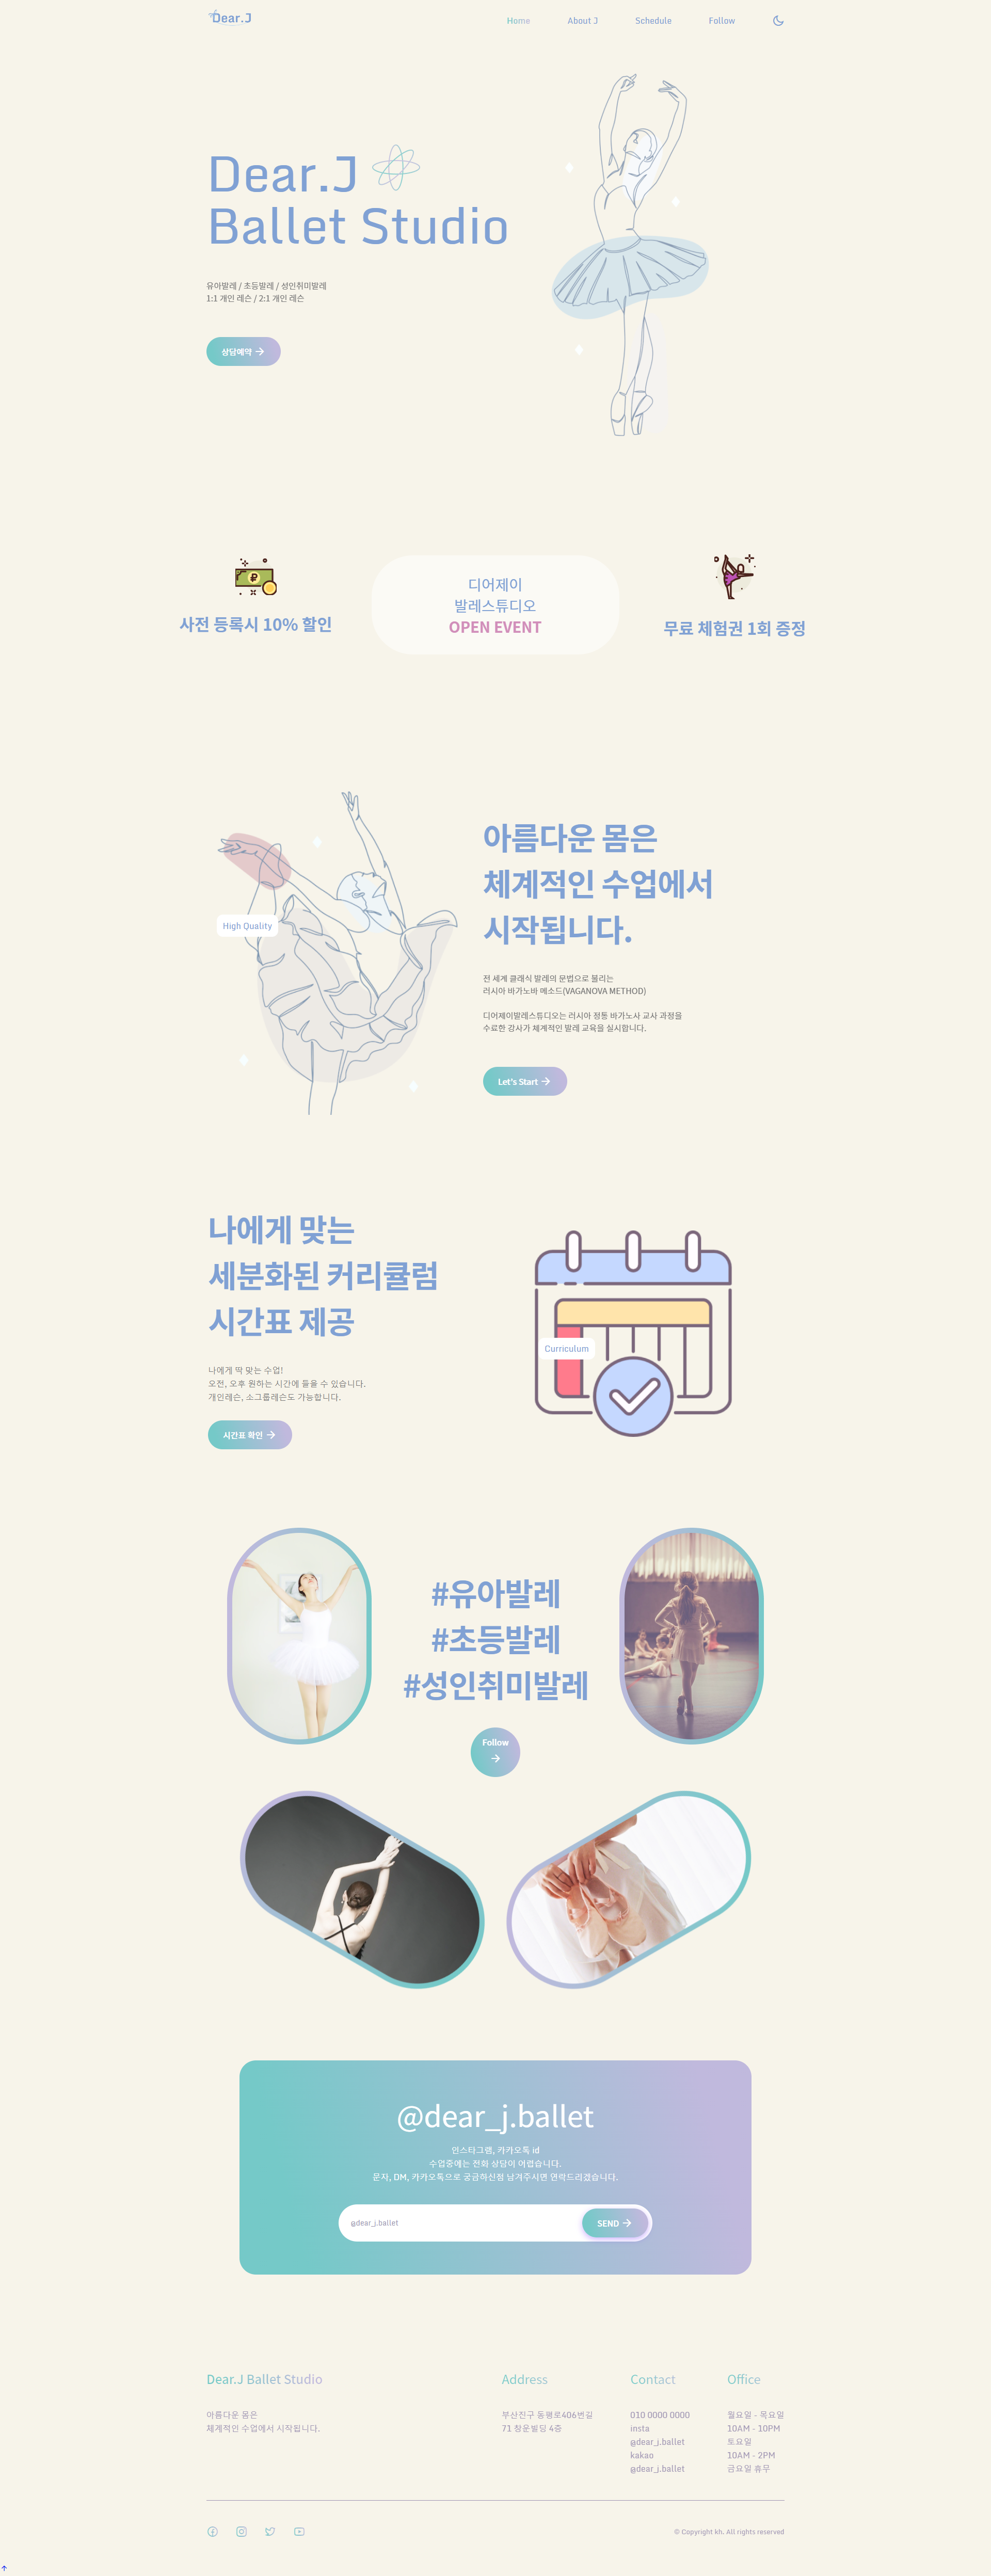 Dear.J
Home
About J
Schedule
Follow
Dear.J
Ballet Studio
유아발레 / 초등발레 / 성인취미발레
1:1 개인 레슨 / 2:1 개인 레슨
상담예약
사전 등록시 10% 할인
디어제이
발레스튜디오
OPEN EVENT
무료 체험권 1회 증정
High Quality
아름다운 몸은
체계적인 수업에서
시작됩니다.
전 세계 클래식 발레의 문법으로 불리는
러시아 바가노바 메소드(VAGANOVA METHOD)
디어제이발레스튜디오는 러시아 정통 바가노사 교사 과정을
수료한 강사가 체계적인 발레 교육을 실시합니다.
Let's Start
나에게 맞는
세분화된 커리큘럼
시간표 제공
나에게 딱 맞는 수업!
오전, 오후 원하는 시간에 들을 수 있습니다.
개인레슨, 소그룹레슨도 가능합니다.
시간표 확인
Curriculum
#유아발레
#초등발레
#성인취미발레
Follow
@dear_j.ballet
인스타그램, 카카오톡 id
수업중에는 전화 상담이 어렵습니다.
문자, DM, 카카오톡으로 궁금하신점 남겨주시면 연락드리겠습니다.
@dear_j.ballet
SEND
Dear.J Ballet Studio
아름다운 몸은
체계적인 수업에서 시작됩니다.
Address
부산진구 동평로406번길
71 창운빌딩 4층
Contact
010 0000 0000
insta
@dear_j.ballet
kakao
@dear_j.ballet
Office
월요일 - 목요일
10AM - 10PM
토요일
10AM - 2PM
금요일 휴무
© Copyright kh. All rights reserved